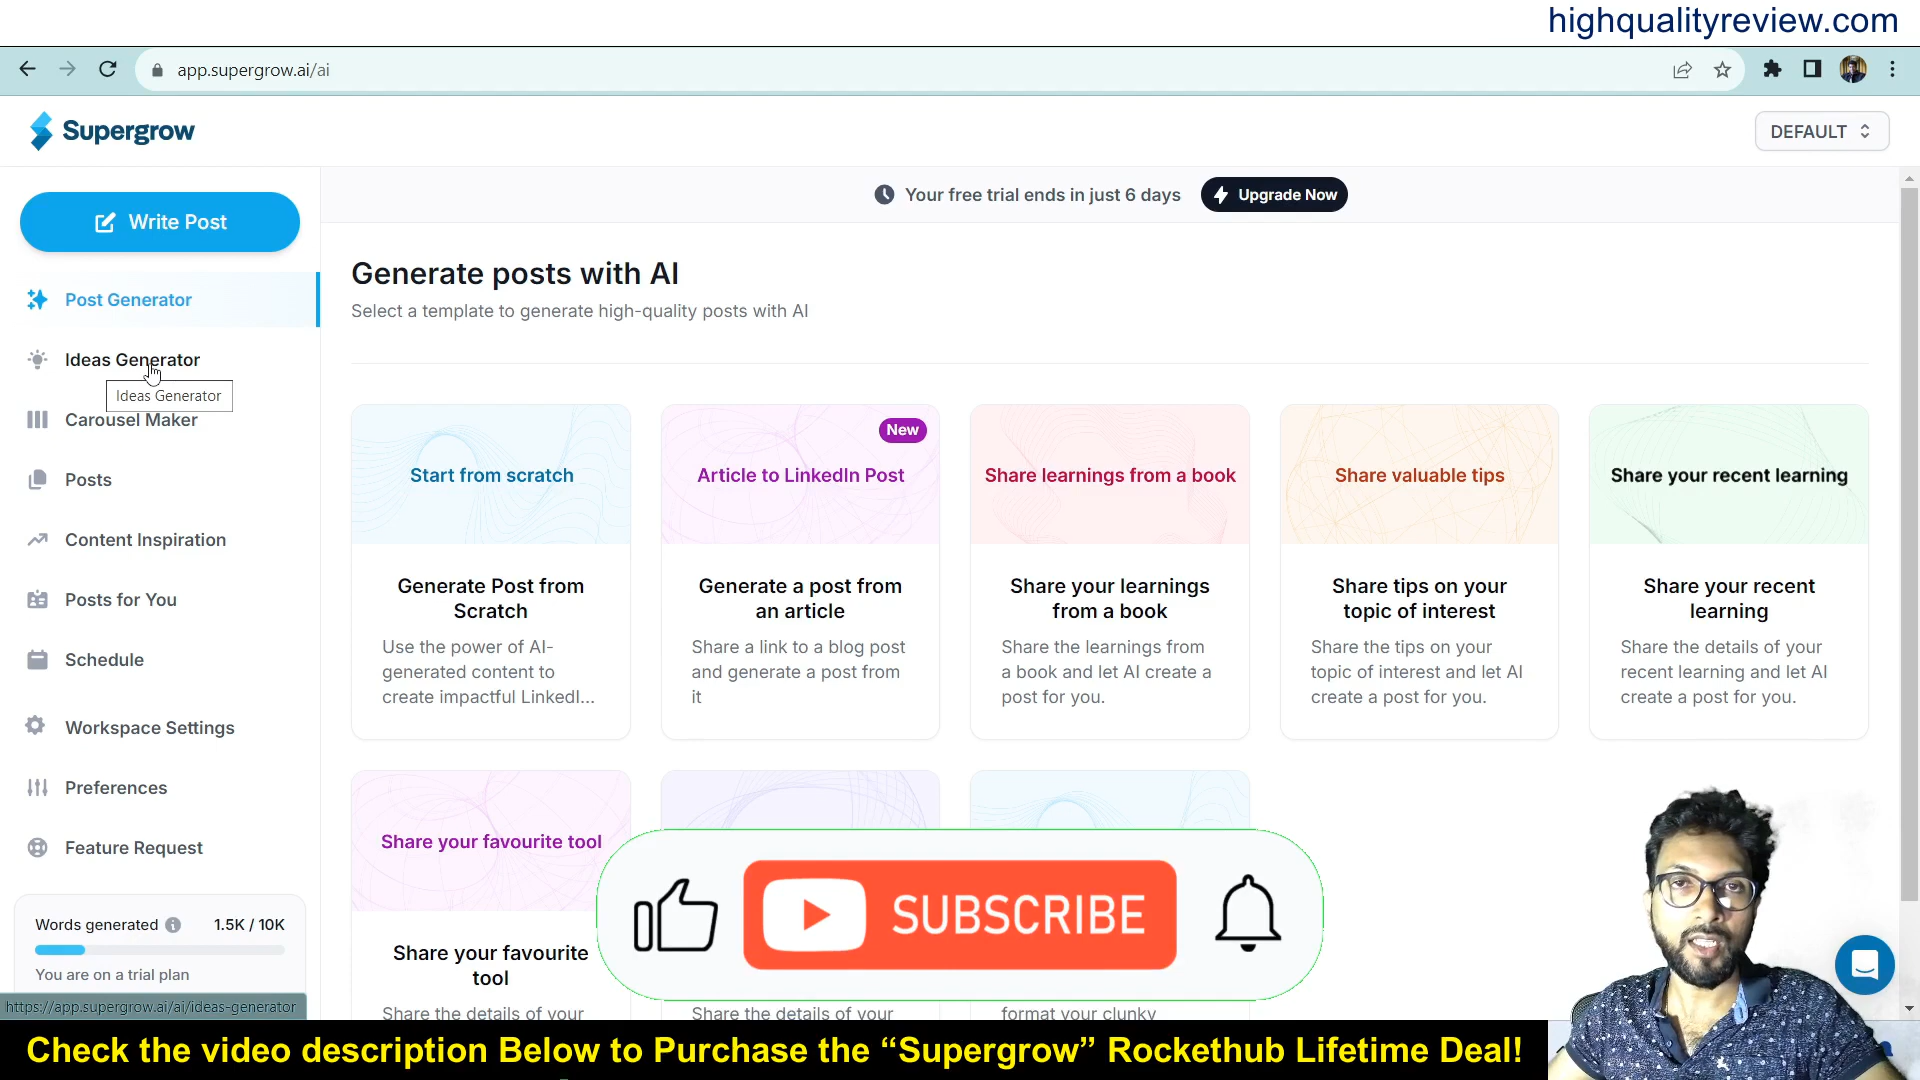 highqualityreview.com
app.supergrow.ai/ai
Supergrow
DEFAULT
Write Post
Your free trial ends in just 6 days
Upgrade Now
Post Generator
Ideas Generator
Ideas Generator
Carousel Maker
Posts
Content Inspiration
Posts for You
Schedule
Workspace Settings
Preferences
Feature Request
Words generated 1.5K / 10K
You are on a trial plan
https://app.supergrow.ai/ai/ideas-generator
Generate posts with AI
Select a template to generate high-quality posts with AI
Start from scratch
Generate Post from
Scratch
Use the power of AI-
generated content to
create impactful LinkedI...
New
Article to LinkedIn Post
Generate a post from
an article
Share a link to a blog post
and generate a post from
it
Share learnings from a book
Share your learnings
from a book
Share the learnings from
a book and let AI create a
post for you.
Share valuable tips
Share tips on your
topic of interest
Share the tips on your
topic of interest and let AI
create a post for you.
Share your recent learning
Share your recent
learning
Share the details of your
recent learning and let AI
create a post for you.
Share your favourite tool
Share your favourite
tool
Share the details of your
Share the details of your
format your clunky
SUBSCRIBE
Check the video description Below to Purchase the “Supergrow” Rockethub Lifetime Deal!